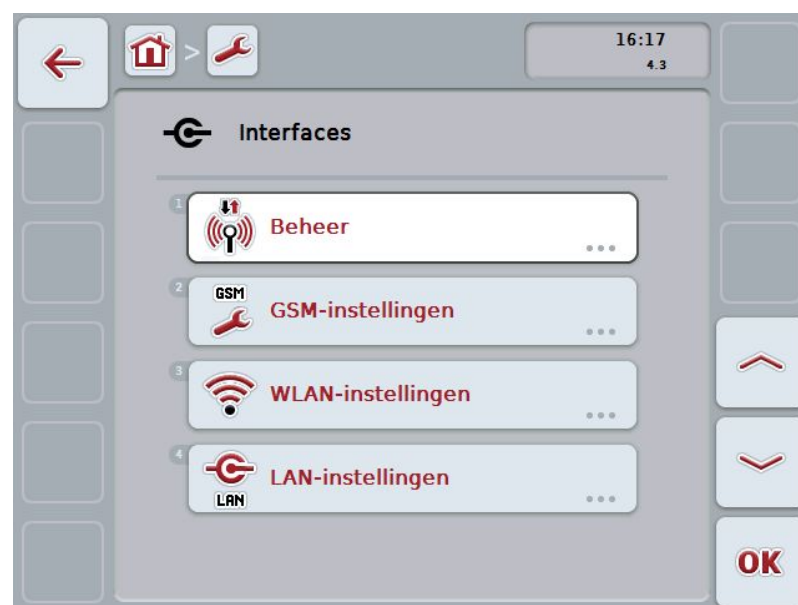 >
16:17
4.3
Interfaces
1
Beheer
...
2
GSM
GSM-instellingen
...
3
WLAN-instellingen
...
4
LAN
LAN-instellingen
...
OK